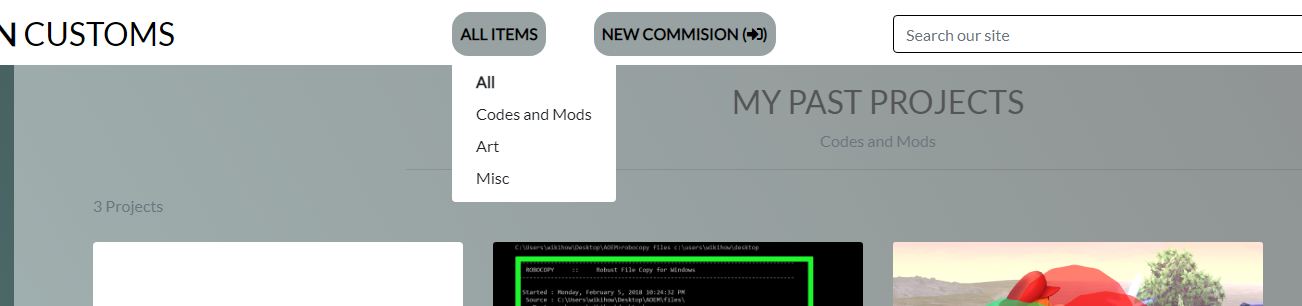 N CUSTOMS
ALL ITEMS
NEW COMMISION ()
Search our site
All
Codes and Mods
Art
Misc
MY PAST PROJECTS
Codes and Mods
3 Projects
C:\Users\wikihow\Desktop\AOEM>robocopy files c:\users\wikihow\desktop
ROBOCOPY :: Robust File Copy for Windows
Started : Monday, February 5, 2018 10:24:32 PM
Source : C:\Users\wikihow\Desktop\AOEM\files\